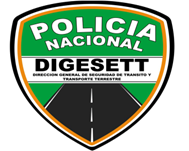 POLICIA
NACIONAL
DIGESETT
DIRECCION GENERAL DE SEGURIDAD DE TRANSITO Y
TRANSPORTE TERRESTRE